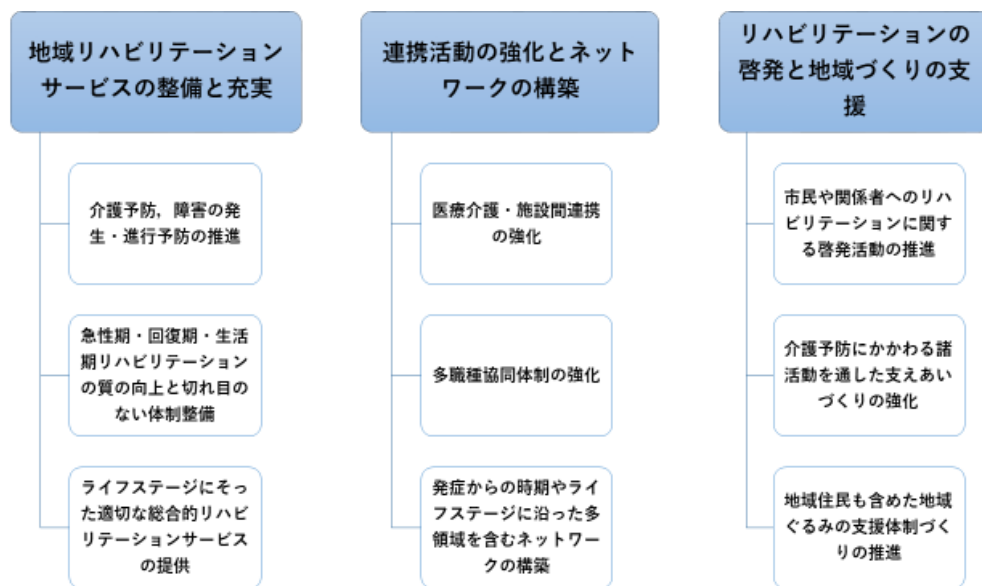 地域リハビリテーション
サービスの整備と充実
介護予防，障害の発
生・進行予防の推進
急性期・回復期・生活
期リハビリテーション
の質の向上と切れ目の
ない体制整備
ライフステージにそっ
た適切な総合的リハビ
リテーションサービス
の提供
連携活動の強化とネット
ワークの構築
医療介護・施設間連携
の強化
多職種協同体制の強化
発症からの時期やライ
フステージに沿った多
領域を含むネットワー
クの構築
リハビリテーションの
啓発と地域づくりの支
援
市民や関係者へのリハ
ビリテーションに関す
る啓発活動の推進
介護予防にかかわる諸
活動を通した支えあい
づくりの強化
地域住民も含めた地域
ぐるみの支援体制づく
りの推進